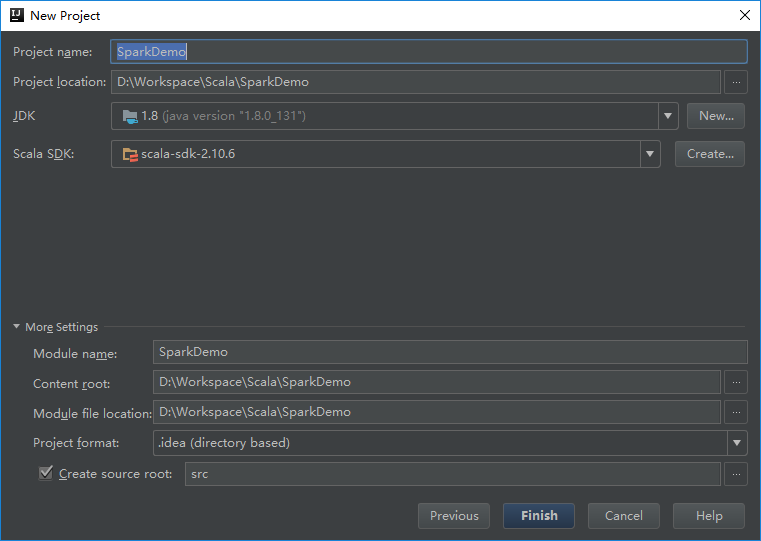 New Project
Project name: SparkDemo
Project location: D:\Workspace\Scala\SparkDemo ...
JDK 1.8 (java version "1.8.0_131") New...
Scala SDK: scala-sdk-2.10.6 Create...
More Settings
Module name: SparkDemo
Content root: D:\Workspace\Scala\SparkDemo ...
Module file location: D:\Workspace\Scala\SparkDemo ...
Project format: .idea (directory based)
Create source root: src ...
Previous Finish Cancel Help